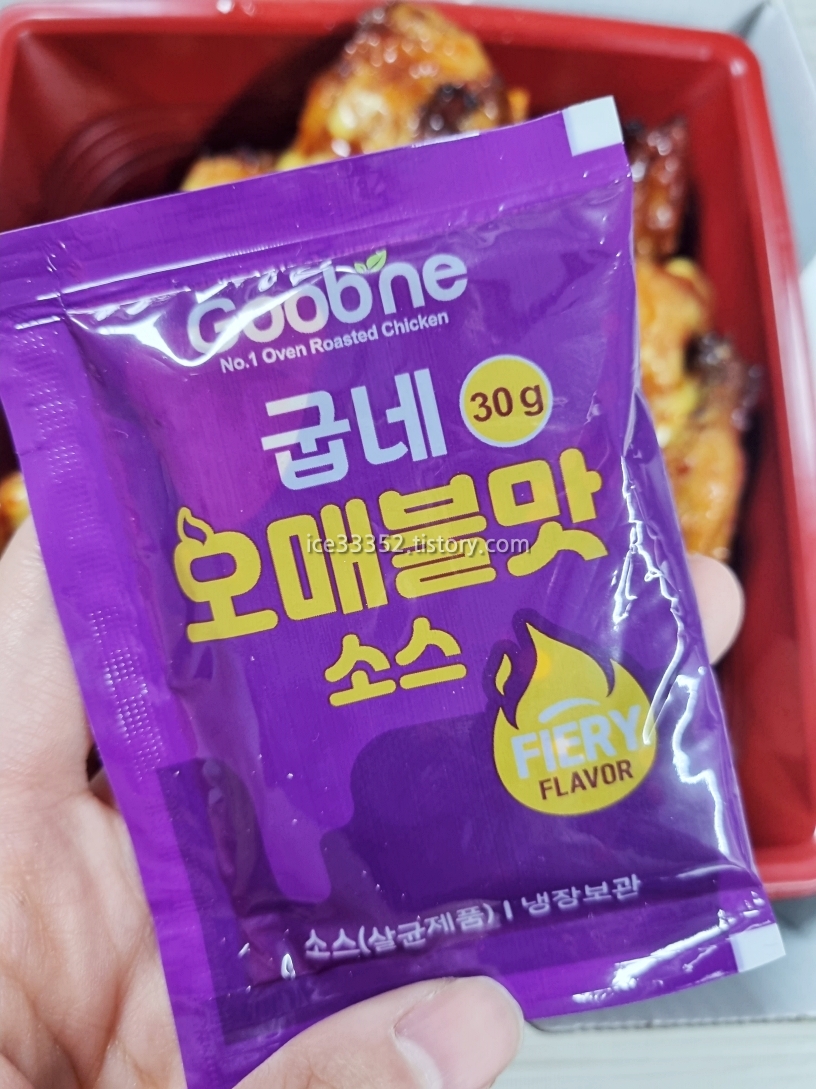 Goobne
No.1 Oven Roasted Chicken
굽네
30g
오매불맛
ice33352.tistory.com
소스
FIERY
FLAVOR
소스(살균제품) | 냉장보관